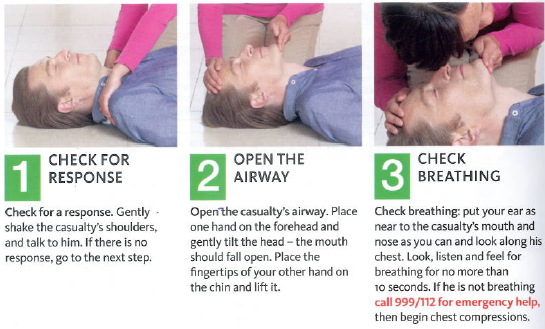 1
CHECK FOR
RESPONSE
Check for a response. Gently
shake the casualty's shoulders,
and talk to him. If there is no
response, go to the next step.
2
OPEN THE
AIRWAY
Open the casualty's airway. Place
one hand on the forehead and
gently tilt the head – the mouth
should fall open. Place the
fingertips of your other hand on
the chin and lift it.
3
CHECK
BREATHING
Check breathing: put your ear as
near to the casualty's mouth and
nose as you can and look along his
chest. Look, listen and feel for
breathing for no more than
10 seconds. If he is not breathing
call 999/112 for emergency help,
then begin chest compressions.